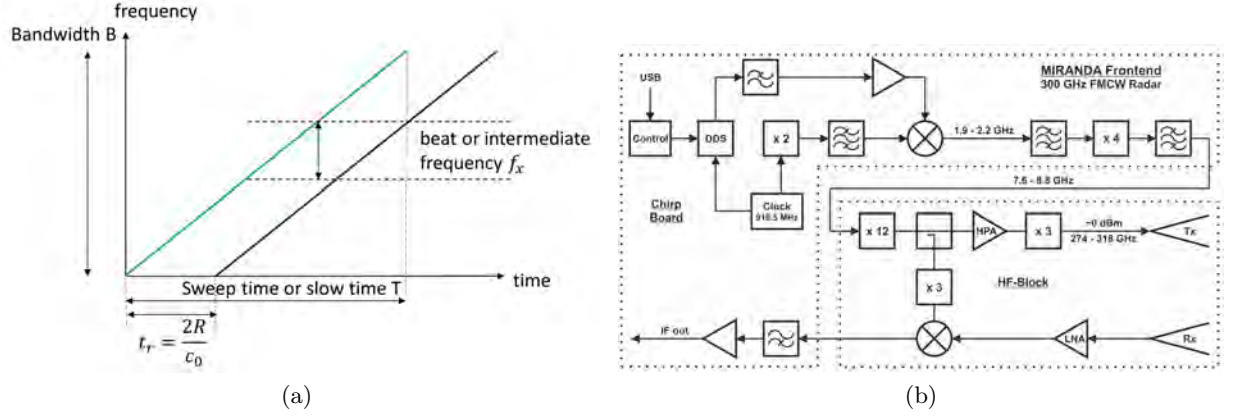 frequency
Bandwidth B
beat or intermediate
frequency f_x
time
Sweep time or slow time T
t_r = 2R / c_0
(a)
MIRANDA Frontend
300 GHz FMCW Radar
USB
Control
DDS
x 2
1.9 - 2.2 GHz
x 4
7.6 - 8.8 GHz
Chirp
Board
Clock
916.5 MHz
x 12
HPA
x 3
~0 dBm
274 - 318 GHz
Tx
x 3
HF-Block
IF out
LNA
Rx
(b)